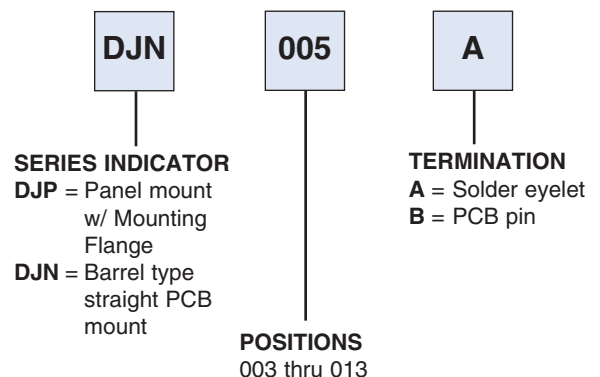 DJN
005
A
SERIES INDICATOR
DJP = Panel mount
w/ Mounting
Flange
DJN = Barrel type
straight PCB
mount
POSITIONS
003 thru 013
TERMINATION
A = Solder eyelet
B = PCB pin